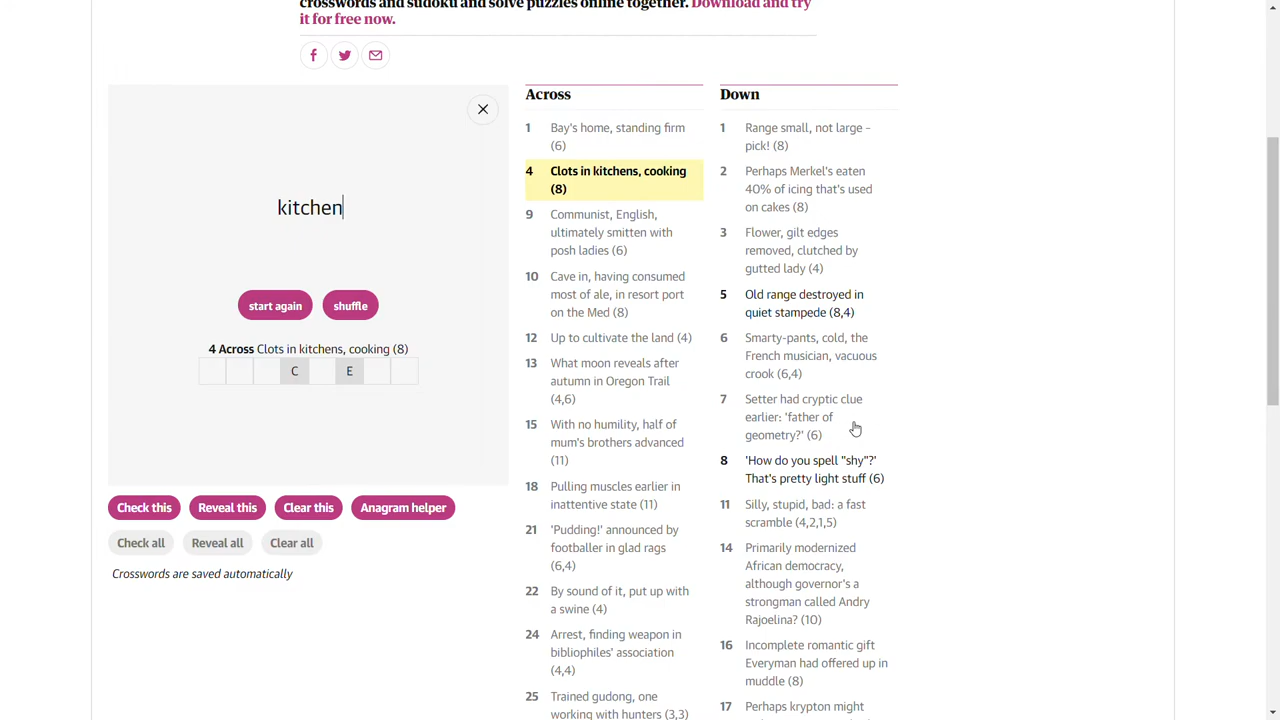 crosswords and sudoku and solve puzzles online together. Download and try
it for free now.
kitchen
start again
shuffle
4 Across Clots in kitchens, cooking (8)
C
E
Check this
Reveal this
Clear this
Anagram helper
Check all
Reveal all
Clear all
Crosswords are saved automatically
Across
1 Bay's home, standing firm
(6)
4 Clots in kitchens, cooking
(8)
9 Communist, English,
ultimately smitten with
posh ladies (6)
10 Cave in, having consumed
most of ale, in resort port
on the Med (8)
12 Up to cultivate the land (4)
13 What moon reveals after
autumn in Oregon Trail
(4,6)
15 With no humility, half of
mum's brothers advanced
(11)
18 Pulling muscles earlier in
inattentive state (11)
21 'Pudding!' announced by
footballer in glad rags
(6,4)
22 By sound of it, put up with
a swine (4)
24 Arrest, finding weapon in
bibliophiles' association
(4,4)
25 Trained gudong, one
working with hunters (3,3)
Down
1 Range small, not large –
pick! (8)
2 Perhaps Merkel's eaten
40% of icing that's used
on cakes (8)
3 Flower, gilt edges
removed, clutched by
gutted lady (4)
5 Old range destroyed in
quiet stampede (8,4)
6 Smarty-pants, cold, the
French musician, vacuous
crook (6,4)
7 Setter had cryptic clue
earlier: 'father of
geometry?' (6)
8 'How do you spell "shy"?'
That's pretty light stuff (6)
11 Silly, stupid, bad: a fast
scramble (4,2,1,5)
14 Primarily modernized
African democracy,
although governor's a
strongman called Andry
Rajoelina? (10)
16 Incomplete romantic gift
Everyman had offered up in
muddle (8)
17 Perhaps krypton might